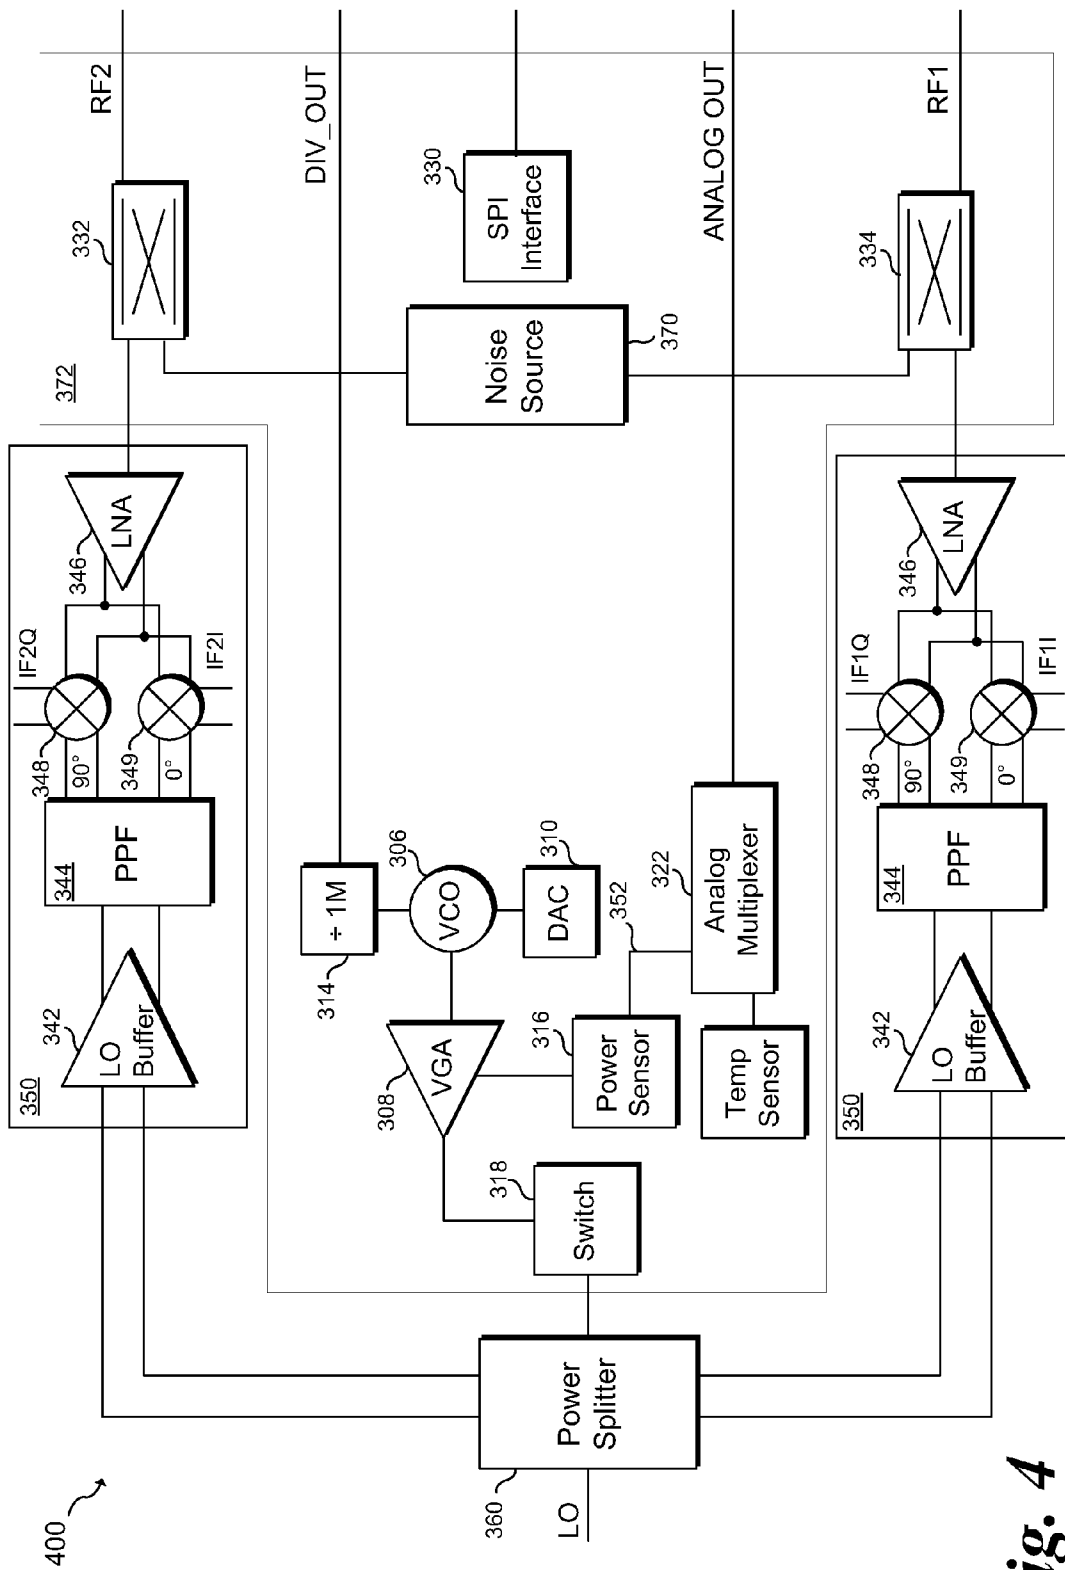 400
LO
360
Power
Splitter
350
342
LO
Buffer
344
PPF
348
90°
349
0°
IF2Q
IF2I
346
LNA
372
332
RF2
DIV_OUT
318
Switch
308
VGA
314
÷ 1M
306
VCO
310
DAC
316
Power
Sensor
352
Temp
Sensor
322
Analog
Multiplexer
Noise
Source
370
330
SPI
Interface
ANALOG OUT
350
342
LO
Buffer
344
PPF
348
90°
349
0°
IF1Q
IF1I
346
LNA
334
RF1
ig. 4